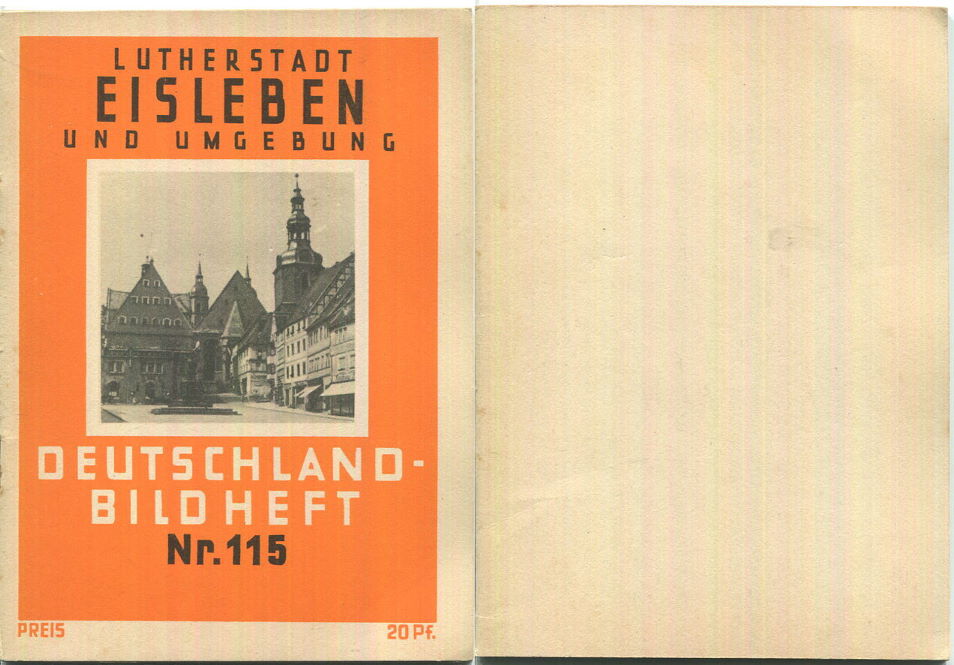 LUTHERSTADT
EISLEBEN
UND UMGEBUNG
DEUTSCHLAND-
BILDHEFT
Nr. 115
PREIS 20 Pf.